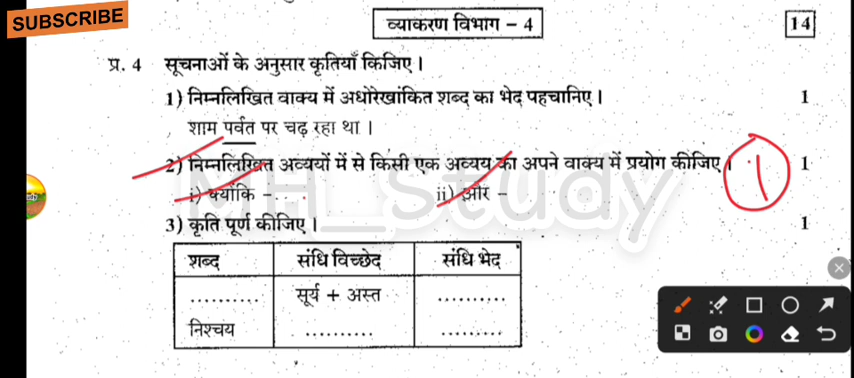 SUBSCRIBE
व्याकरण विभाग – 4
14
प्र. 4 सूचनाओं के अनुसार कृतियाँ किजिए।
1) निम्नलिखित वाक्य में अधोरेखांकित शब्द का भेद पहचानिए। 1
शाम पर्वत पर चढ़ रहा था।
2) निम्नलिखित अव्ययों में से किसी एक अव्यय का अपने वाक्य में प्रयोग कीजिए। 1 1
i) क्योंकि – ii) और –
3) कृति पूर्ण कीजिए। 1
शब्द संधि विच्छेद संधि भेद
.......... सूर्य + अस्त ..........
निश्चय .......... ..........